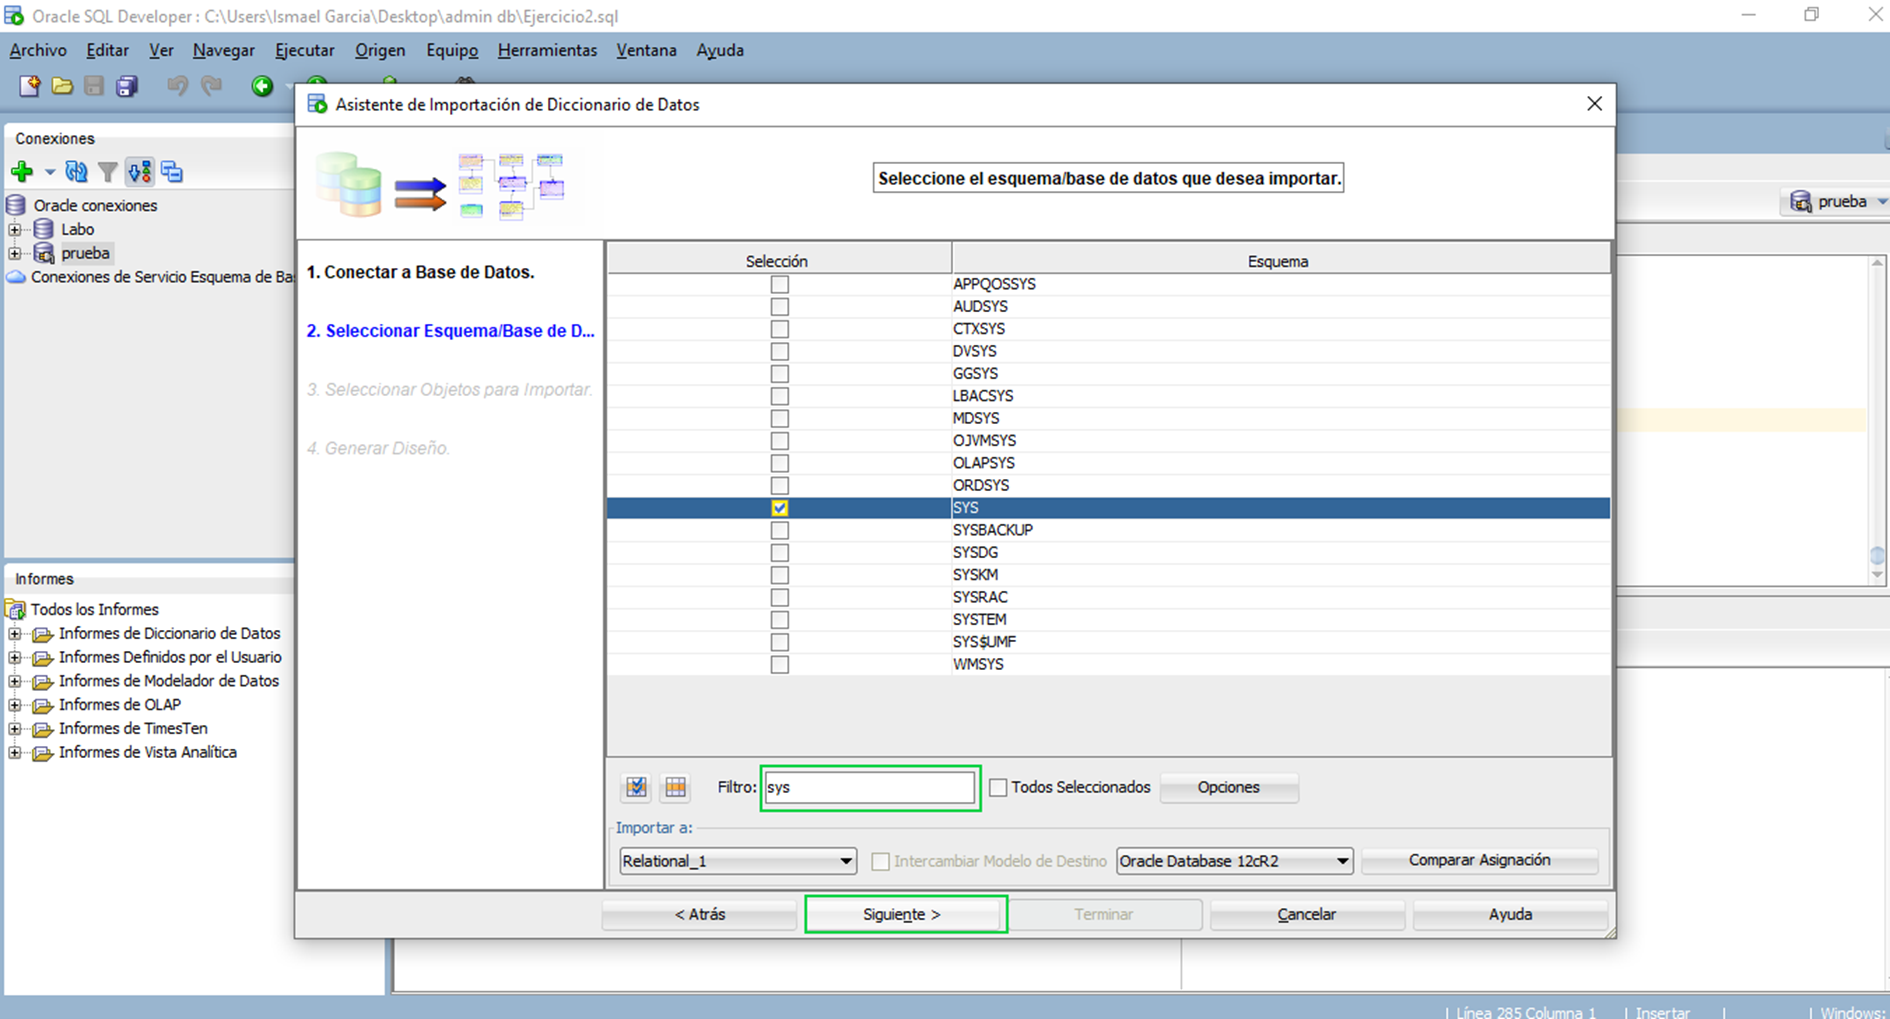 Oracle SQL Developer : C:\Users\Ismael Garcia\Desktop\admin db\Ejercicio2.sql
Archivo Editar Ver Navegar Ejecutar Origen Equipo Herramientas Ventana Ayuda
Conexiones
Oracle conexiones
Labo
prueba
Conexiones de Servicio Esquema de Ba
Informes
Todos los Informes
Informes de Diccionario de Datos
Informes Definidos por el Usuario
Informes de Modelador de Datos
Informes de OLAP
Informes de TimesTen
Informes de Vista Analítica
Asistente de Importación de Diccionario de Datos
Seleccione el esquema/base de datos que desea importar.
1. Conectar a Base de Datos.
2. Seleccionar Esquema/Base de D...
3. Seleccionar Objetos para Importar.
4. Generar Diseño.
Selección Esquema
APPQOSSYS
AUDSYS
CTXSYS
DVSYS
GGSYS
LBACSYS
MDSYS
OJVMSYS
OLAPSYS
ORDSYS
SYS
SYSBACKUP
SYSDG
SYSKM
SYSRAC
SYSTEM
SYS$UMF
WMSYS
Filtro: sys Todos Seleccionados Opciones
Importar a:
Relational_1 Intercambiar Modelo de Destino Oracle Database 12cR2 Comparar Asignación
< Atrás Siguiente > Terminar Cancelar Ayuda
prueba
Línea 285 Columna 1 Insertar Windows: